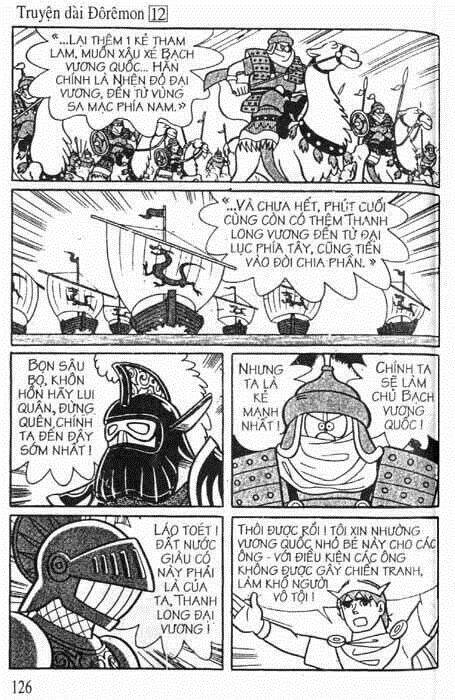 Truyện dài Đôrêmon 12
“...LẠI THÊM 1 KẺ THAM
LAM, MUỐN XÂU XÉ BẠCH
VƯƠNG QUỐC... HẮN
CHÍNH LÀ NHỆN ĐỎ ĐẠI
VƯƠNG, ĐẾN TỪ VÙNG
SA MẠC PHÍA NAM.»
“...VÀ CHƯA HẾT, PHÚT CUỐI
CÙNG CÒN CÓ THÊM THANH
LONG VƯƠNG ĐẾN TỪ ĐẠI
LỤC PHÍA TÂY, CŨNG TIẾN
VÀO ĐÒI CHIA PHẦN.»
BỌN SÂU
BỌ, KHÔN
HỒN HÃY LUI
QUÂN, ĐỪNG
QUÊN CHÍNH
TA ĐẾN ĐÂY
SỚM NHẤT !
NHƯNG
TA LÀ
KẺ
MẠNH
NHẤT !
CHÍNH TA
SẼ LÀM
CHỦ BẠCH
VƯƠNG
QUỐC !
LÁO TOÉT !
ĐẤT NƯỚC
GIÀU CÓ
NÀY PHẢI
LÀ CỦA
TA, THANH
LONG ĐẠI
VƯƠNG !
THÔI ĐƯỢC RỒI ! TÔI XIN NHƯỜNG
VƯƠNG QUỐC NHỎ BÉ NÀY CHO CÁC
ÔNG - VỚI ĐIỀU KIỆN CÁC ÔNG
KHÔNG ĐƯỢC GÂY CHIẾN TRANH,
LÀM KHỔ NGƯỜI
VÔ TỘI !
126